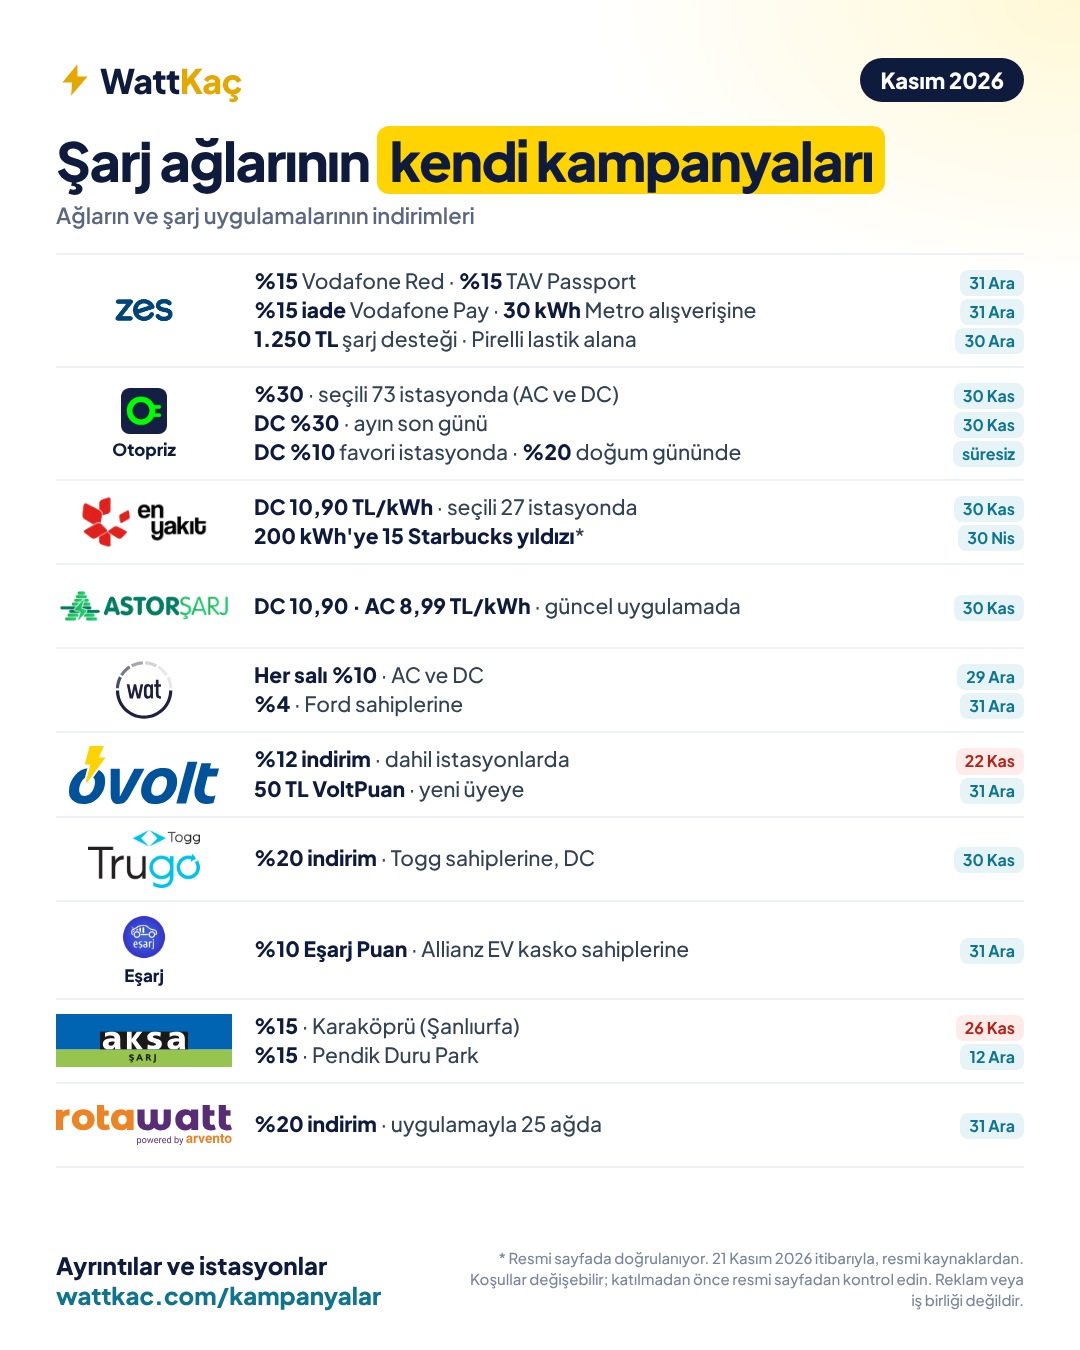 WattKaç
Kasım 2026
Şarj ağlarının kendi kampanyaları
Ağların ve şarj uygulamalarının indirimleri
zes
%15 Vodafone Red · %15 TAV Passport
31 Ara
%15 iade Vodafone Pay · 30 kWh Metro alışverişine
31 Ara
1.250 TL şarj desteği · Pirelli lastik alana
30 Ara
Otopriz
%30 · seçili 73 istasyonda (AC ve DC)
30 Kas
DC %30 · ayın son günü
30 Kas
DC %10 favori istasyonda · %20 doğum gününde
süresiz
en yakıt
DC 10,90 TL/kWh · seçili 27 istasyonda
30 Kas
200 kWh'ye 15 Starbucks yıldızı*
30 Nis
ASTORŞARJ
DC 10,90 · AC 8,99 TL/kWh · güncel uygulamada
30 Kas
wat
Her salı %10 · AC ve DC
29 Ara
%4 · Ford sahiplerine
31 Ara
ovolt
%12 indirim · dahil istasyonlarda
22 Kas
50 TL VoltPuan · yeni üyeye
31 Ara
Togg
Trugo
%20 indirim · Togg sahiplerine, DC
30 Kas
esarj
Eşarj
%10 Eşarj Puan · Allianz EV kasko sahiplerine
31 Ara
aksa
ŞARJ
%15 · Karaköprü (Şanlıurfa)
26 Kas
%15 · Pendik Duru Park
12 Ara
rotawatt
powered by arvento
%20 indirim · uygulamayla 25 ağda
31 Ara
Ayrıntılar ve istasyonlar
wattkac.com/kampanyalar
* Resmi sayfada doğrulanıyor. 21 Kasım 2026 itibarıyla, resmi kaynaklardan.
Koşullar değişebilir; katılmadan önce resmi sayfadan kontrol edin. Reklam veya
iş birliği değildir.